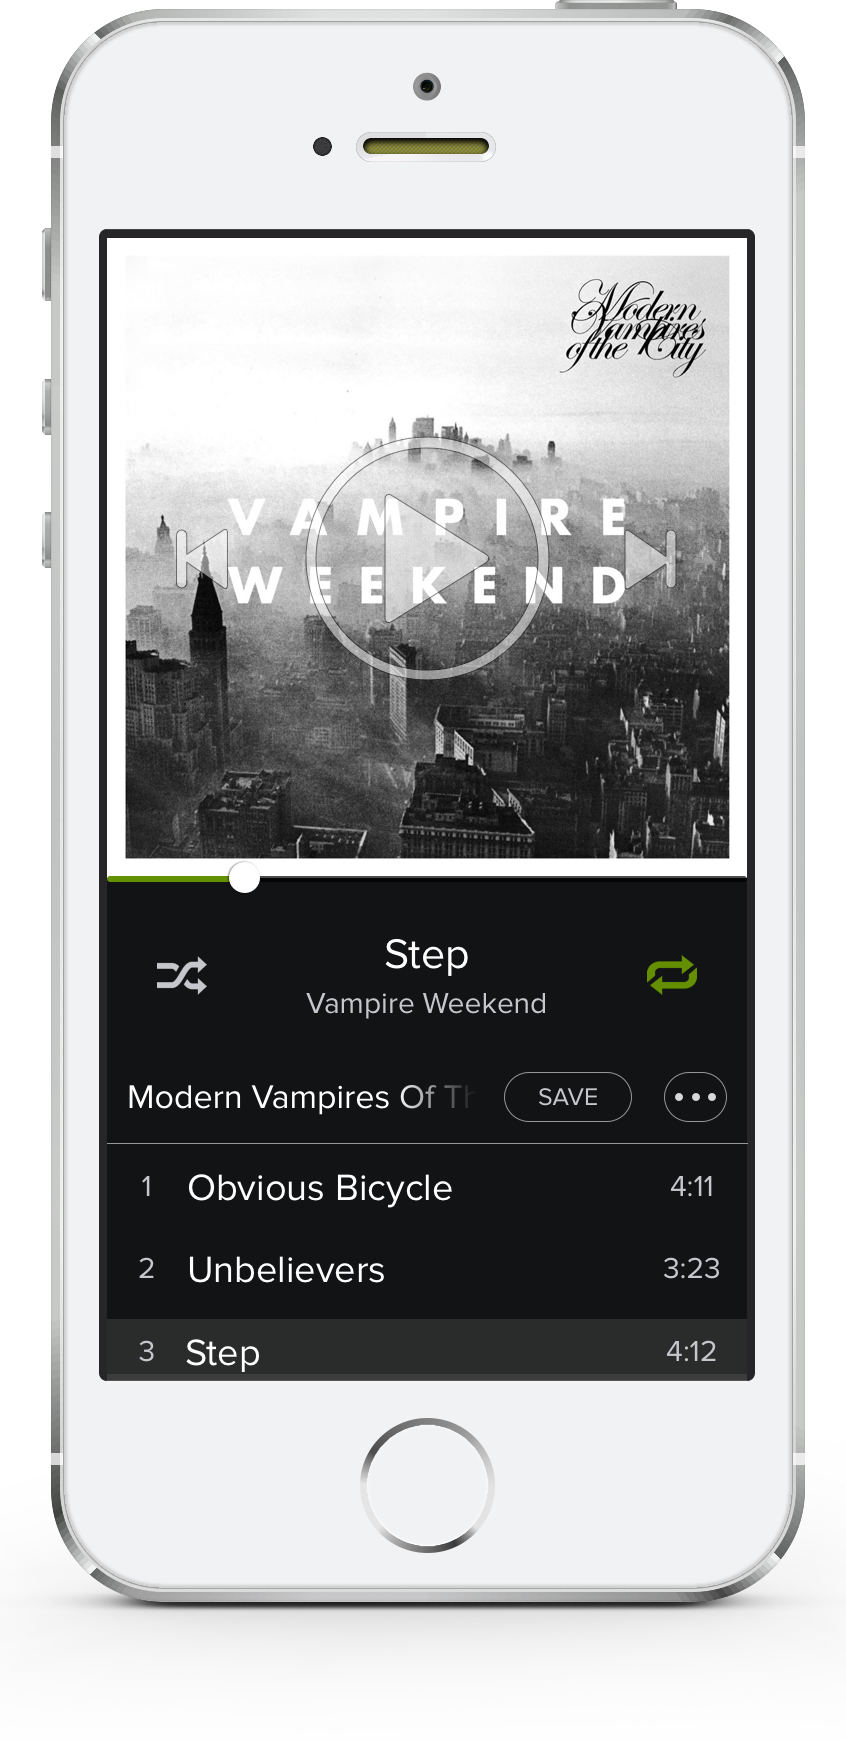 Modern
Vampires
of the City
VAMPIRE
WEEKEND
Step
Vampire Weekend
Modern Vampires Of Th
SAVE
1 Obvious Bicycle 4:11
2 Unbelievers 3:23
3 Step 4:12